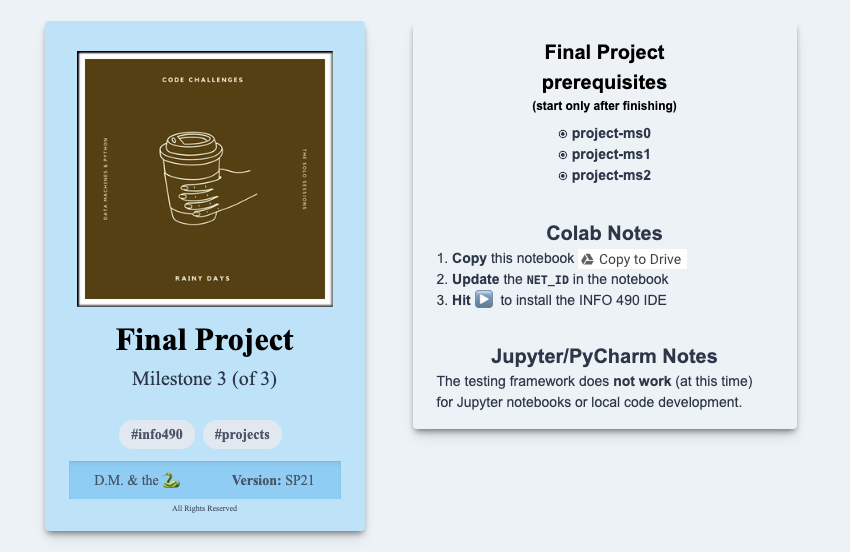 CODE CHALLENGES
DATA MACHINES & PYTHON
THE SOLO SESSIONS
RAINY DAYS
Final Project
Milestone 3 (of 3)
#info490 #projects
D.M. & the 🐍 Version: SP21
All Rights Reserved
Final Project
prerequisites
(start only after finishing)
project-ms0
project-ms1
project-ms2
Colab Notes
1. Copy this notebook Copy to Drive
2. Update the NET_ID in the notebook
3. Hit ▶️ to install the INFO 490 IDE
Jupyter/PyCharm Notes
The testing framework does not work (at this time)
for Jupyter notebooks or local code development.